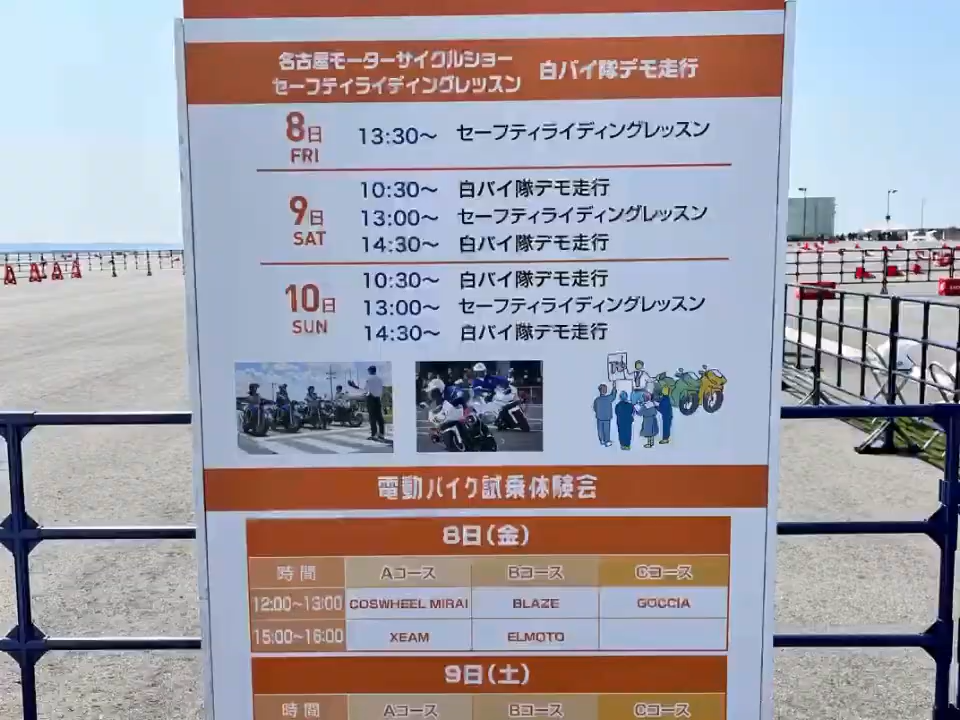 名古屋モーターサイクルショー
セーフティライディングレッスン 白バイ隊デモ走行
8日 FRI
13:30～ セーフティライディングレッスン
9日 SAT
10:30～ 白バイ隊デモ走行
13:00～ セーフティライディングレッスン
14:30～ 白バイ隊デモ走行
10日 SUN
10:30～ 白バイ隊デモ走行
13:00～ セーフティライディングレッスン
14:30～ 白バイ隊デモ走行
電動バイク試乗体験会
8日(金)
時間 Aコース Bコース Cコース
12:00~13:00 COSWHEEL MIRAI BLAZE GOCCIA
15:00~16:00 XEAM ELMOTO
9日(土)
時間 Aコース Bコース Cコース